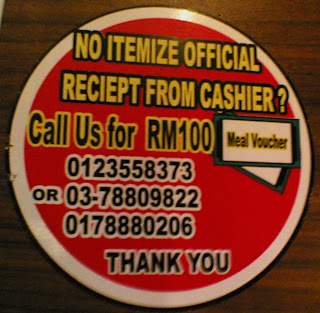 NO ITEMIZE OFFICIAL
RECIEPT FROM CASHIER ?
Call Us for RM100 Meal Voucher
0123558373
OR 03-78809822
0178880206
THANK YOU